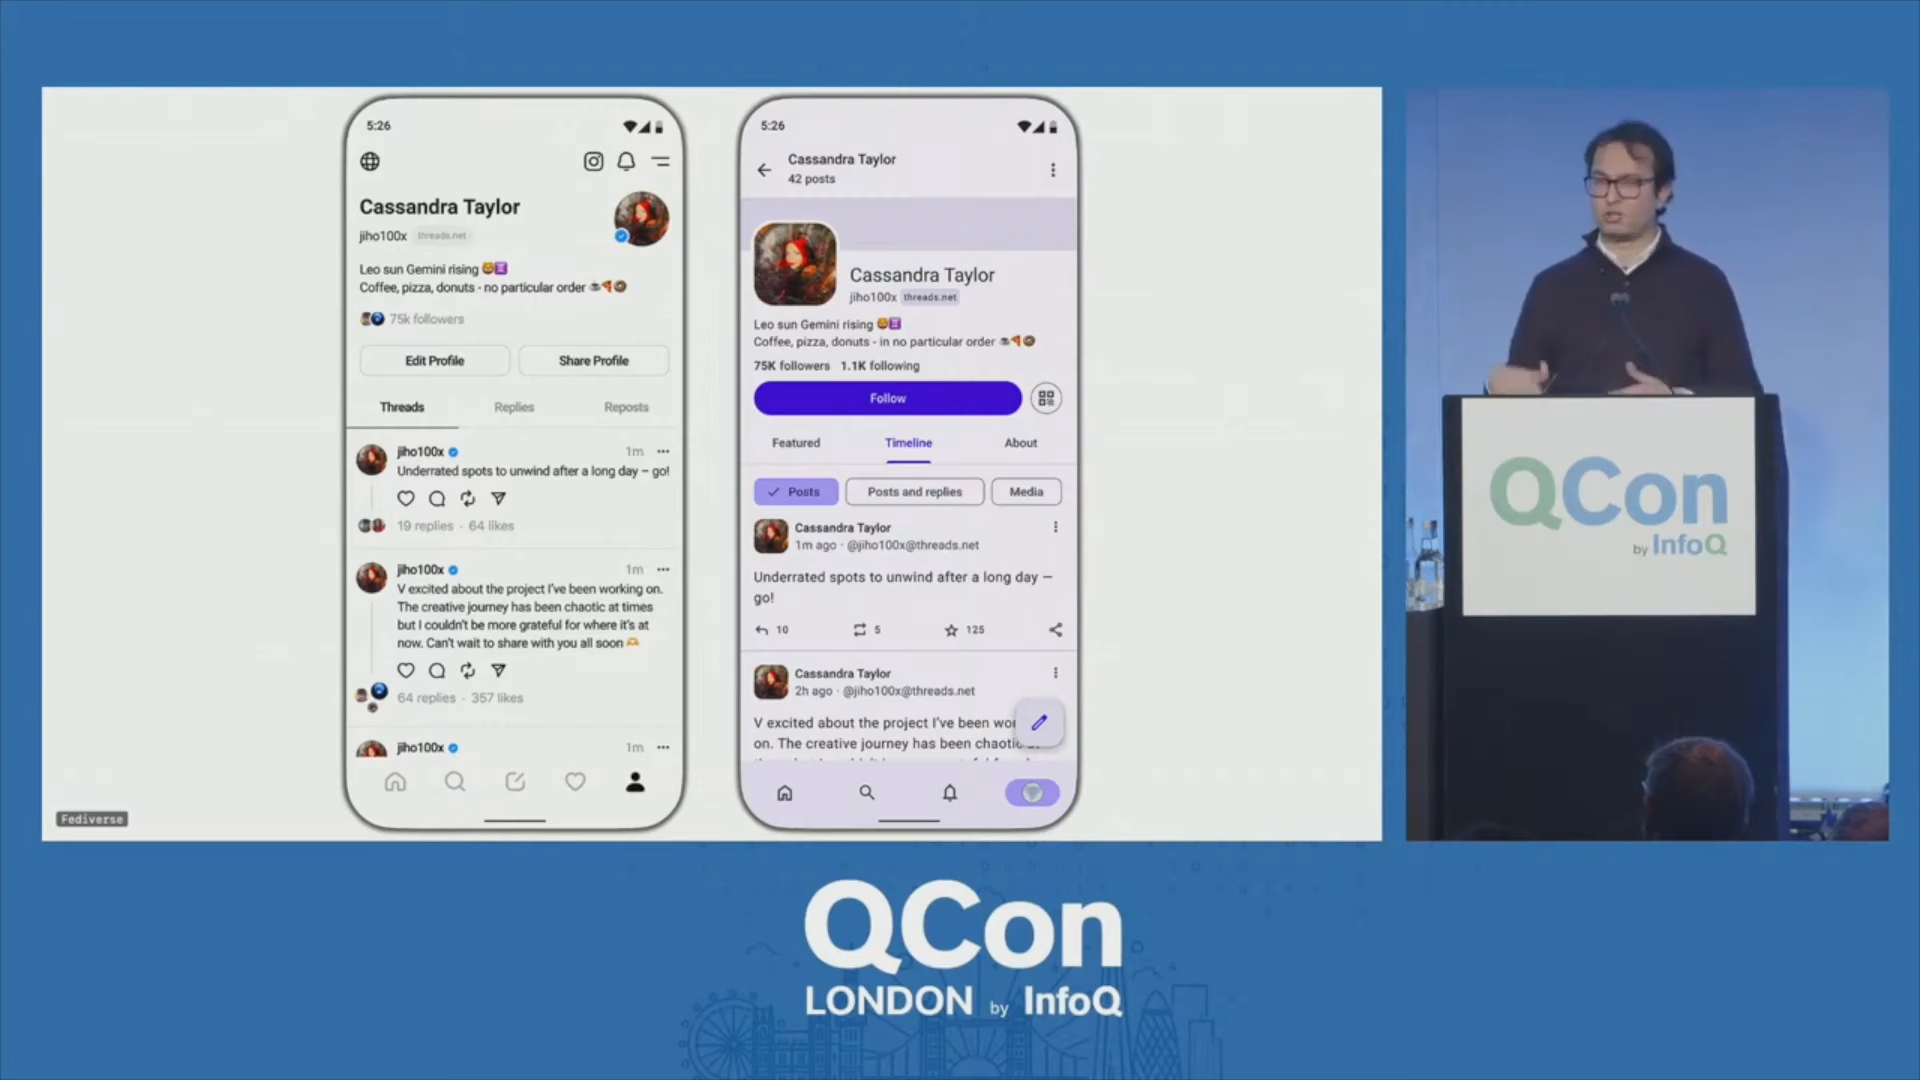 5:26
Cassandra Taylor
jiho100x threads.net
Leo sun Gemini rising 🦁♊
Coffee, pizza, donuts - no particular order ☕🍕🍩
75k followers
Edit Profile Share Profile
Threads Replies Reposts
jiho100x 1m
Underrated spots to unwind after a long day – go!
19 replies · 64 likes
jiho100x 1m
V excited about the project I've been working on.
The creative journey has been chaotic at times
but I couldn't be more grateful for where it's at
now. Can't wait to share with you all soon 🫶
64 replies · 357 likes
jiho100x 1m
Fediverse
5:26
Cassandra Taylor
42 posts
Cassandra Taylor
jiho100x threads.net
Leo sun Gemini rising 🦁♊
Coffee, pizza, donuts - in no particular order ☕🍕🍩
75K followers 1.1K following
Follow
Featured Timeline About
Posts Posts and replies Media
Cassandra Taylor
1m ago · @jiho100x@threads.net
Underrated spots to unwind after a long day –
go!
10 5 125
Cassandra Taylor
2h ago · @jiho100x@threads.net
V excited about the project I've been wor
on. The creative journey has been chaotic
QCon
by InfoQ
QCon
LONDON by InfoQ